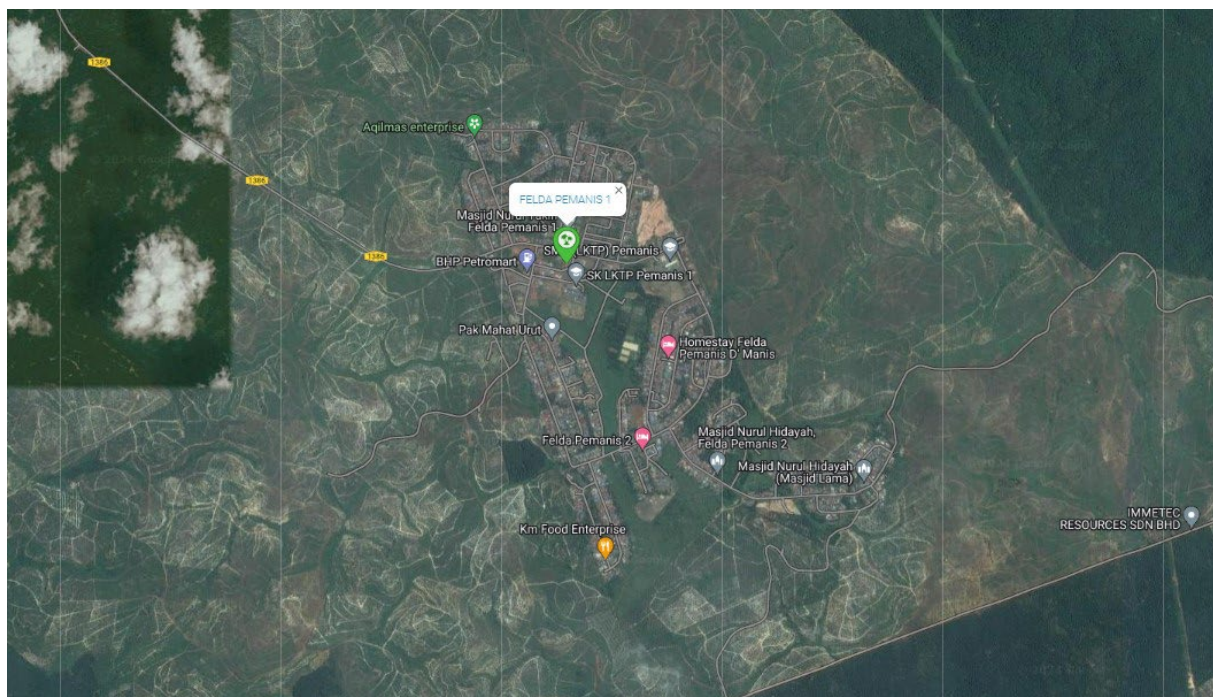 1386
Aqilmas enterprise
1386
FELDA PEMANIS 1
×
Masjid Nurul
Felda Pemanis 1
1386
BHP Petromart
(LKTP) Pemanis
SK LKTP Pemanis 1
Pak Mahat Urut
Homestay Felda
Pemanis D' Manis
Felda Pemanis 2
Masjid Nurul Hidayah,
Felda Pemanis 2
Masjid Nurul Hidayah
(Masjid Lama)
IMMETEC
RESOURCES SDN BHD
Km Food Enterprise